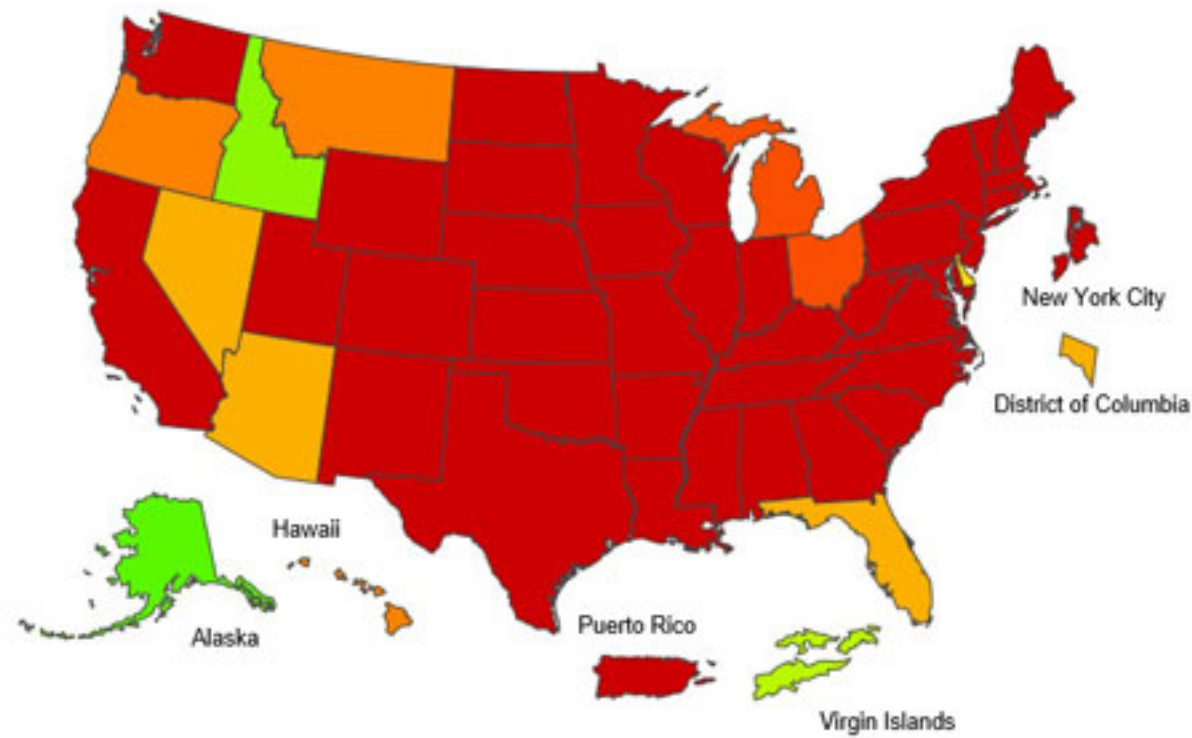 New York City
District of Columbia
Hawaii
Alaska
Puerto Rico
Virgin Islands